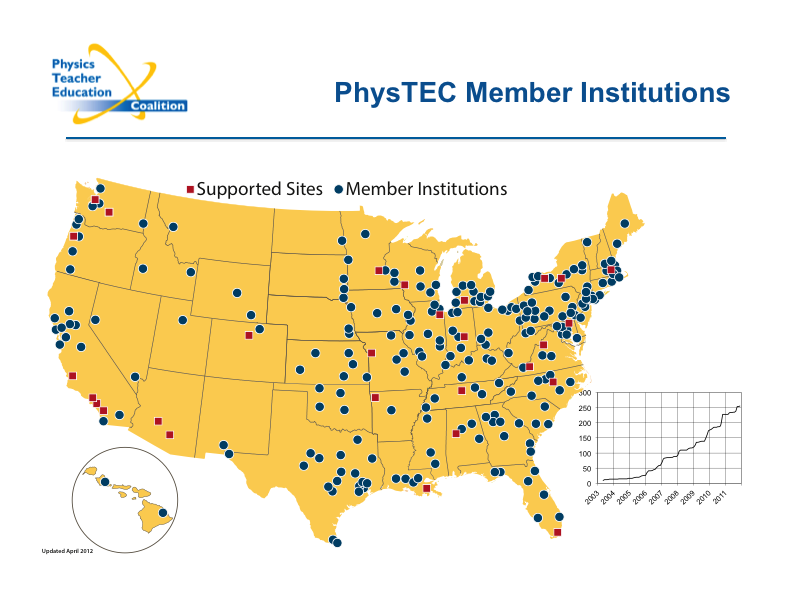 Physics
Teacher
Education
Coalition
PhysTEC Member Institutions
Supported Sites Member Institutions
300
250
200
150
100
50
0
2003 2004 2005 2006 2007 2008 2009 2010 2011
Updated April 2012